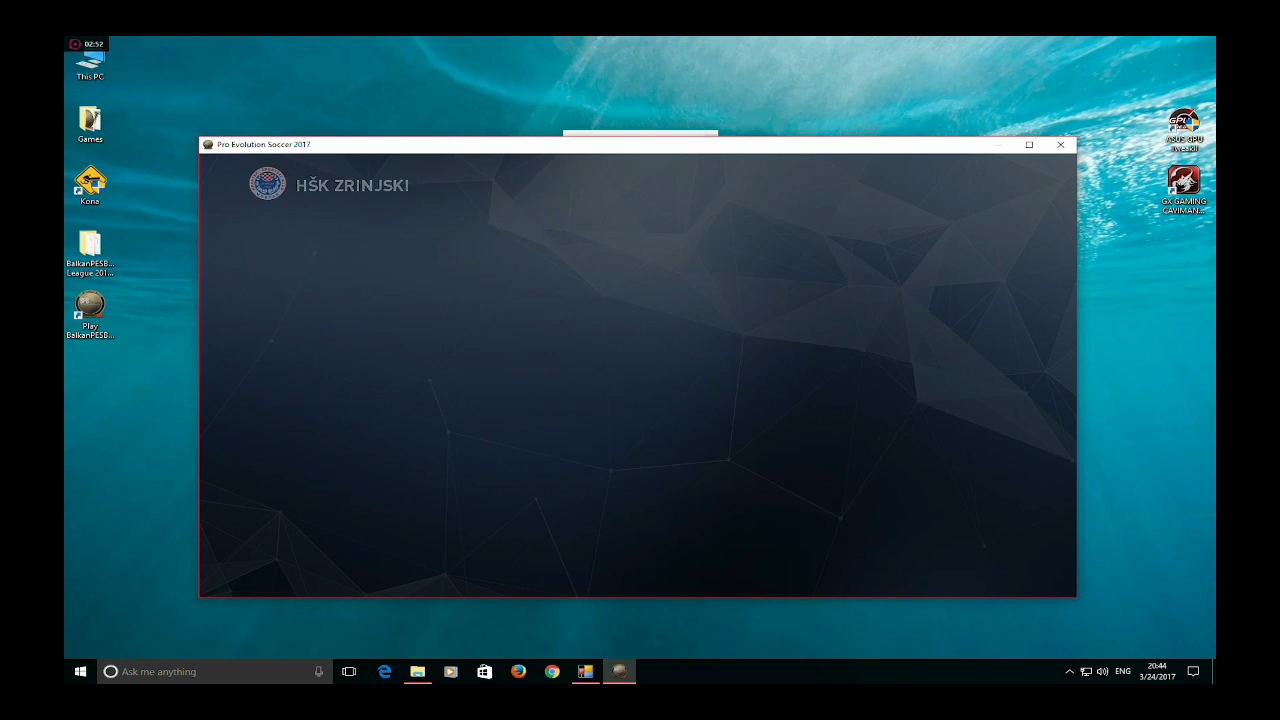 02:52
This PC
Games
Kona
BalkanPESB...
League 201...
Play
BalkanPESB...
Pro Evolution Soccer 2017
HŠK ZRINJSKI
ASUS GPU
TweakII
GX GAMING
CAVIMAN...
Ask me anything
ENG
20:44
3/24/2017